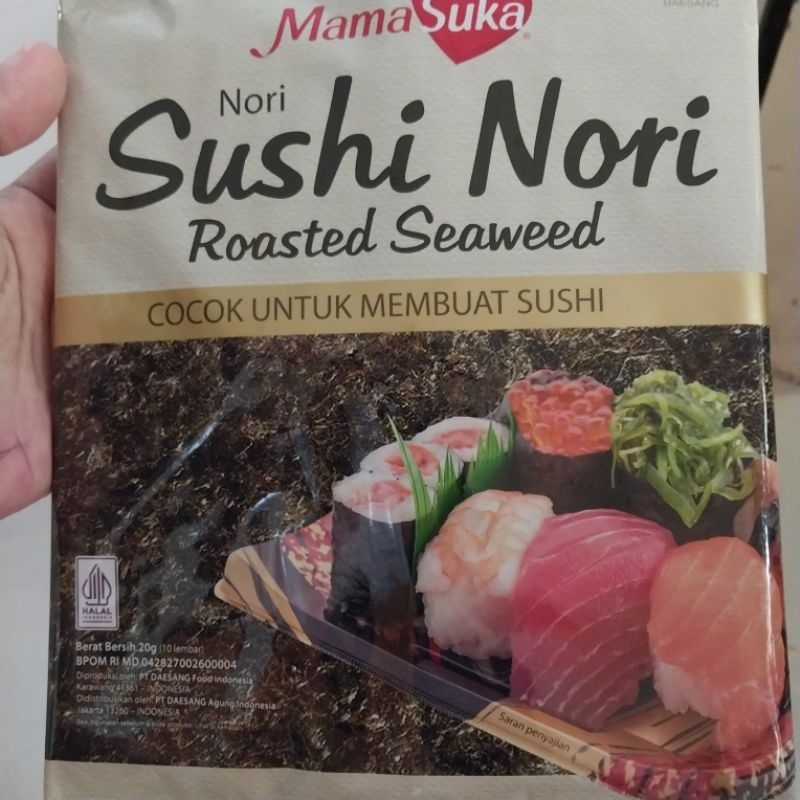 DAESANG
MamaSuka
Nori
Sushi Nori
Roasted Seaweed
COCOK UNTUK MEMBUAT SUSHI
HALAL
INDONESIA
Berat Bersih 20g (10 lembar)
BPOM RI MD 042827002600004
Diproduksi oleh: PT DAESANG Food Indonesia
Karawang 41361 - INDONESIA
Didistribusikan oleh: PT DAESANG Agung Indonesia
Jakarta 13260 - INDONESIA
Saran penyajian